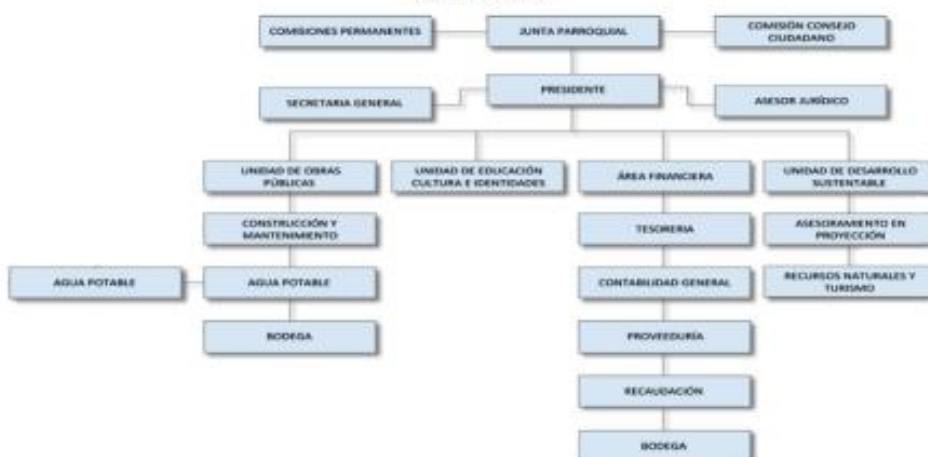 COMISIONES PERMANENTES
JUNTA PARROQUIAL
COMISIÓN CONSEJO
CIUDADANO
PRESIDENTE
SECRETARIA GENERAL
ASESOR JURÍDICO
UNIDAD DE OBRAS
PÚBLICAS
UNIDAD DE EDUCACIÓN
CULTURA E IDENTIDADES
ÁREA FINANCIERA
UNIDAD DE DESARROLLO
SUSTENTABLE
CONSTRUCCIÓN Y
MANTENIMIENTO
TESORERIA
ASESORAMIENTO EN
PROYECCIÓN
AGUA POTABLE
AGUA POTABLE
CONTABILIDAD GENERAL
RECURSOS NATURALES Y
TURISMO
BODEGA
PROVEEDURÍA
RECAUDACIÓN
BODEGA